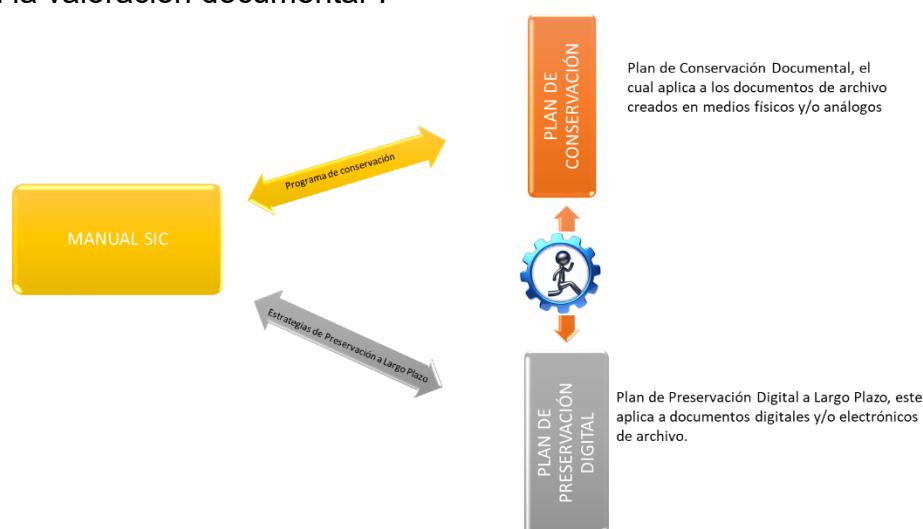 la valoración documental".
PLAN DE
CONSERVACIÓN
Plan de Conservación Documental, el
cual aplica a los documentos de archivo
creados en medios físicos y/o análogos
Programa de conservación
MANUAL SIC
Estrategias de Preservación a Largo Plazo
PLAN DE
PRESERVACIÓN
DIGITAL
Plan de Preservación Digital a Largo Plazo, este
aplica a documentos digitales y/o electrónicos
de archivo.